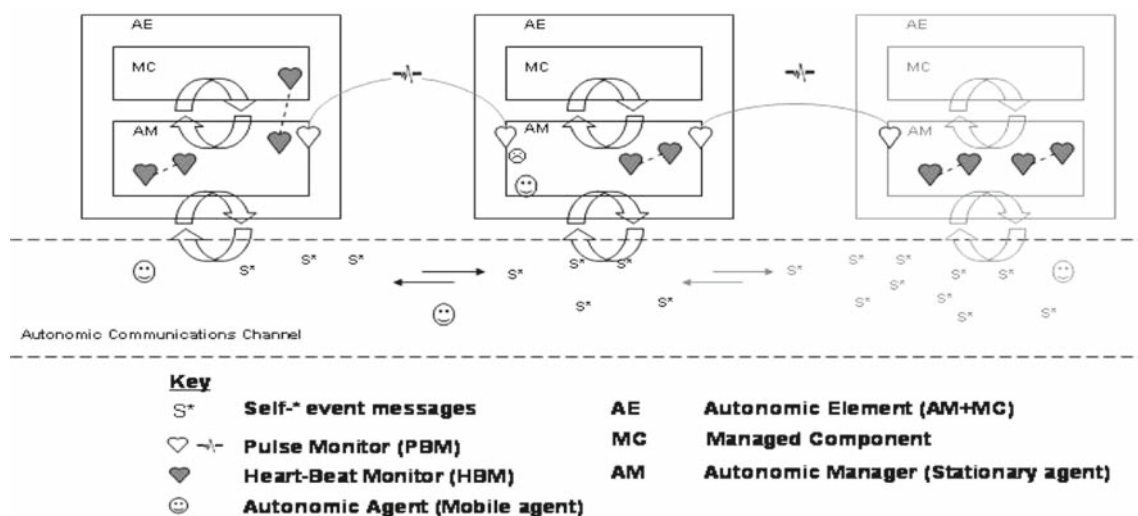 AE AE AE
MC MC MC
AM AM AM
S* S* S* S* S* S* S* S* S* S* S* S*
S* S* S* S* S* S*
Autonomic Communications Channel
Key
S* Self-* event messages AE Autonomic Element (AM+MC)
Pulse Monitor (PBM) MC Managed Component
Heart-Beat Monitor (HBM) AM Autonomic Manager (Stationary agent)
Autonomic Agent (Mobile agent)